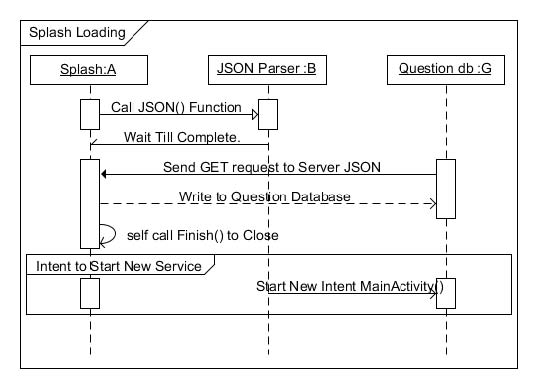 Splash Loading
Splash:A
JSON Parser :B
Question db :G
Cal JSON() Function
Wait Till Complete.
Send GET request to Server JSON
Write to Question Database
self call Finish() to Close
Intent to Start New Service
Start New Intent MainActivity()